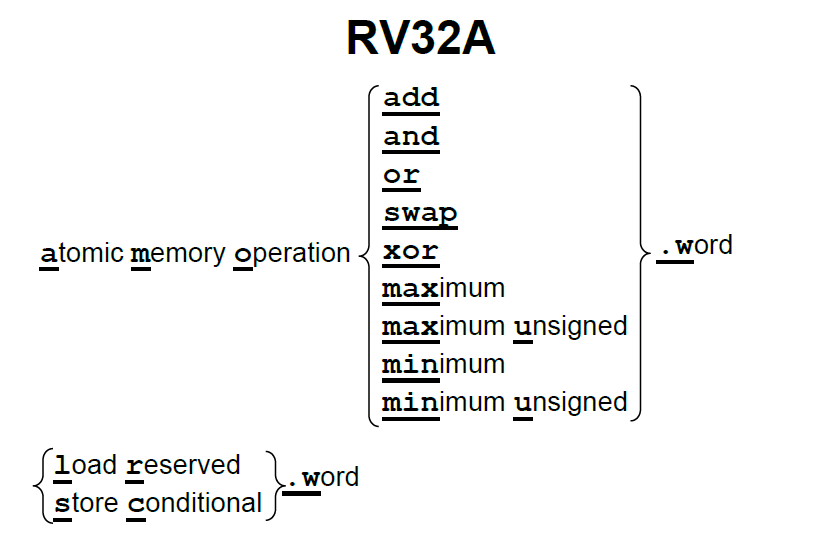 RV32A
add
and
or
swap
atomic memory operation xor .word
maximum
maximum unsigned
minimum
minimum unsigned
load reserved
store conditional
.word